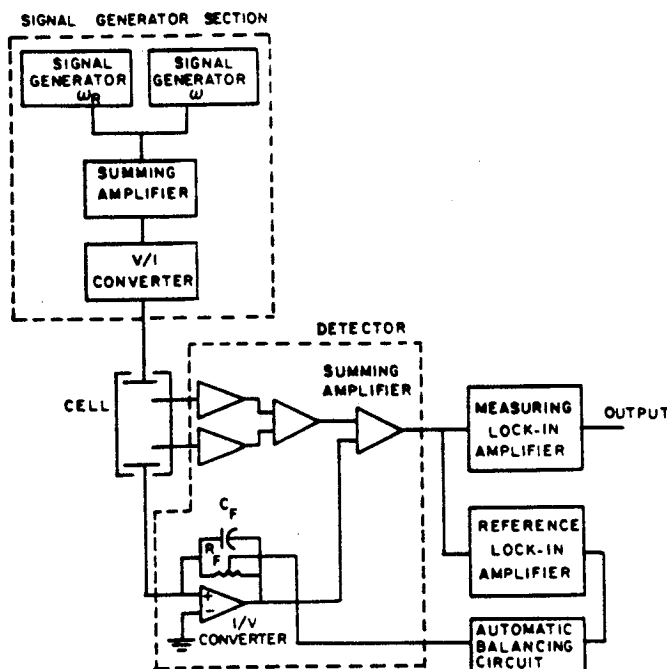 SIGNAL GENERATOR SECTION
SIGNAL
GENERATOR
ωR
SIGNAL
GENERATOR
ω
SUMMING
AMPLIFIER
V/I
CONVERTER
DETECTOR
SUMMING
AMPLIFIER
CELL
MEASURING
LOCK-IN
AMPLIFIER
OUTPUT
CF
RF
REFERENCE
LOCK-IN
AMPLIFIER
+
-
I/V
CONVERTER
AUTOMATIC
BALANCING
CIRCUIT